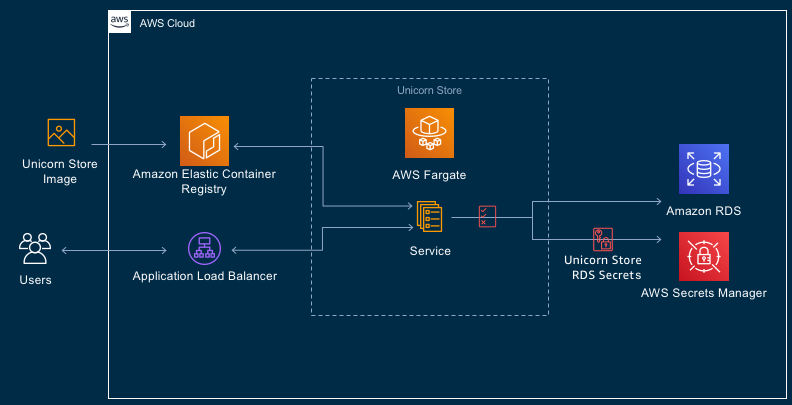 aws
AWS Cloud
Unicorn Store
Unicorn Store
Image
Amazon Elastic Container
Registry
AWS Fargate
Amazon RDS
Users
Application Load Balancer
Service
Unicorn Store
RDS Secrets
AWS Secrets Manager